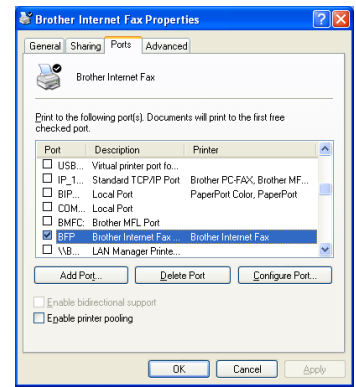 Brother Internet Fax Properties
General Sharing Ports Advanced
Brother Internet Fax
Print to the following port(s). Documents will print to the first free
checked port.
Port Description Printer
USB... Virtual printer port fo...
IP_1... Standard TCP/IP Port Brother PC-FAX, Brother MF...
BIP... Local Port PaperPort Color, PaperPort
COM... Local Port
BMFC: Brother MFL Port
BFP Brother Internet Fax ... Brother Internet Fax
\\B... LAN Manager Printe...
Add Port... Delete Port Configure Port...
Enable bidirectional support
Enable printer pooling
OK Cancel Apply